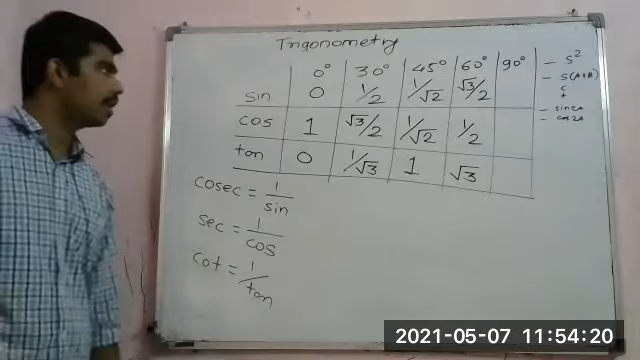 Trigonometry
0° 30° 45° 60° 90°
sin 0 1/2 1/√2 √3/2
cos 1 √3/2 1/√2 1/2
tan 0 1/√3 1 √3
cosec = 1/sin
sec = 1/cos
cot = 1/tan
- S²
- S(A+B)
c
t
- sin2A
- cos2A
2021-05-07 11:54:20